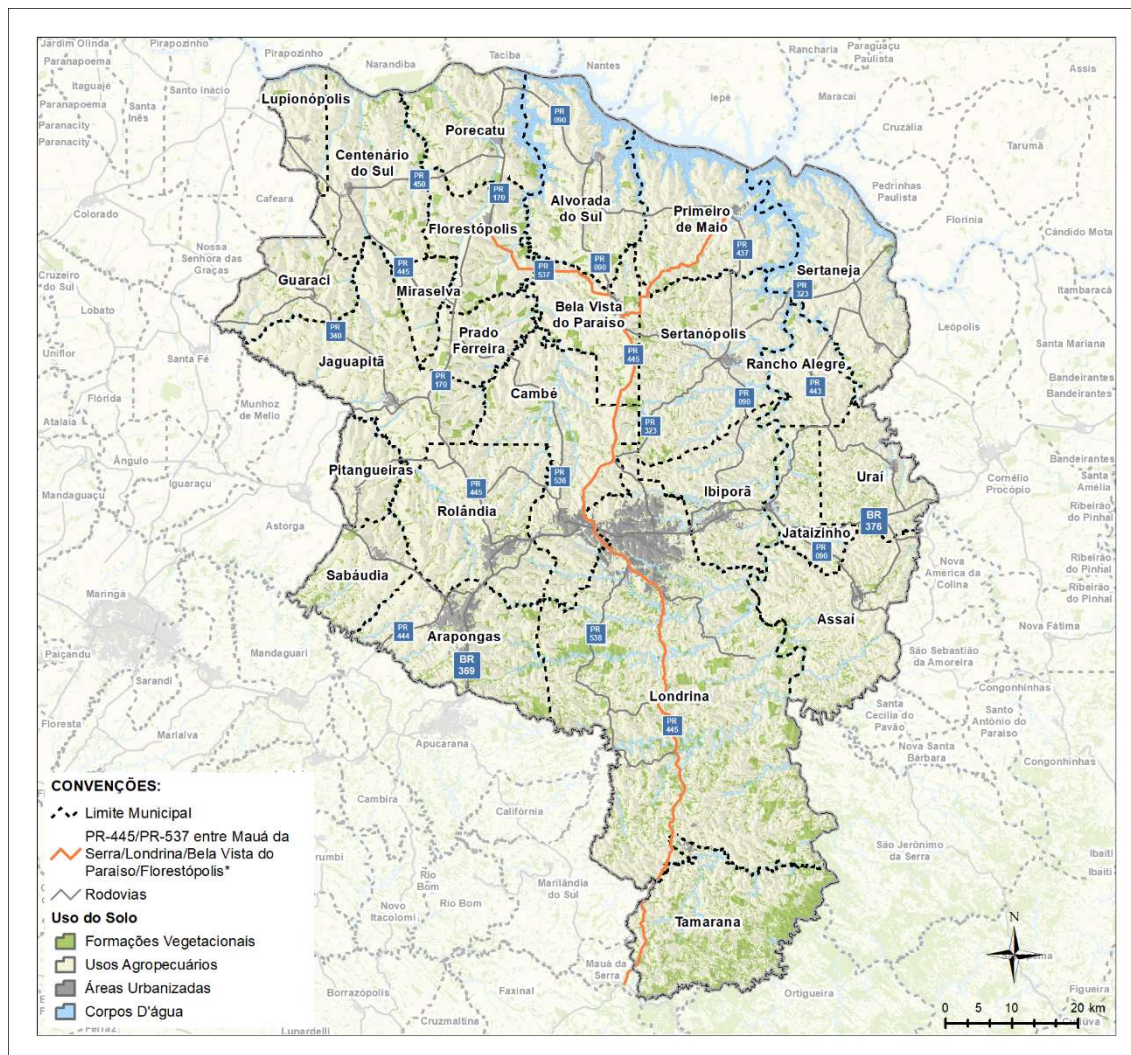 Jardim Olinda
Pirapozinho
Pirapozinho
Taciba
Nantes
Rancharia
Paraguaçu
Paulista
Paranapoema
Narandiba
Assis
Itaguajé
Santo Inácio
Iepê
Maracaí
Paranapoema
Santa
Inês
Lupionópolis
PR
090
Cruzália
Paranacity
Paranacity
Porecatu
Tarumã
Centenário
do Sul
PR
450
PR
170
Alvorada
do Sul
Pedrinhas
Paulista
Cafeara
Primeiro
de Maio
Colorado
Florínia
Florestópolis
Cândido Mota
Nossa
Senhora das
Graças
PR
437
Cruzeiro
do Sul
PR
445
PR
537
PR
090
Sertaneja
Guaraci
Miraselva
PR
323
Itambaracá
Lobato
Bela Vista
do Paraíso
PR
340
Prado
Ferreira
Sertanópolis
Leópolis
Uniflor
Santa Fé
PR
445
Santa Mariana
Jaguapitã
Rancho Alegre
PR
170
Cambé
PR
443
Bandeirantes
Bandeirantes
Flórida
Munhoz
de Mello
PR
090
Atalaia
PR
323
Ângulo
Pitangueiras
Bandeirantes
Mandaguaçu
Iguaraçu
PR
536
Uraí
Cornélio
Procópio
Santa
Amélia
PR
445
Ibiporã
Ribeirão
do Pinhal
Rolândia
BR
376
Astorga
Jataizinho
PR
090
Ribeirão
do Pinhal
Sabáudia
Nova
América da
Colina
Ribeirão
do Pinhal
Maringá
Assaí
PR
444
Arapongas
PR
538
Nova Fátima
Paiçandu
Mandaguari
BR
369
São Sebastião
da Amoreira
Sarandi
Congonhinhas
Londrina
Santa
Cecília do
Pavão
Floresta
Marialva
PR
445
Santo
Antônio do
Paraíso
Apucarana
Nova Santa
Bárbara
Congonhinhas
CONVENÇÕES:
Limite Municipal
PR-445/PR-537 entre Mauá da
Serra/Londrina/Bela Vista do
Paraíso/Florestópolis*
Rodovias
Uso do Solo
Formações Vegetacionais
Usos Agropecuários
Áreas Urbanizadas
Corpos D'água
Cambira
Califórnia
São Jerônimo
da Serra
Ibaiti
Ibaiti
Rio
Bom
Marilândia
do Sul
Novo
Itacolomi
Rio Bom
Tamarana
N
Mauá da
Serra
Borrazópolis
Faxinal
Ortigueira
Figueira
0 5 10 20 km
Cruzmaltina
Lunardelli